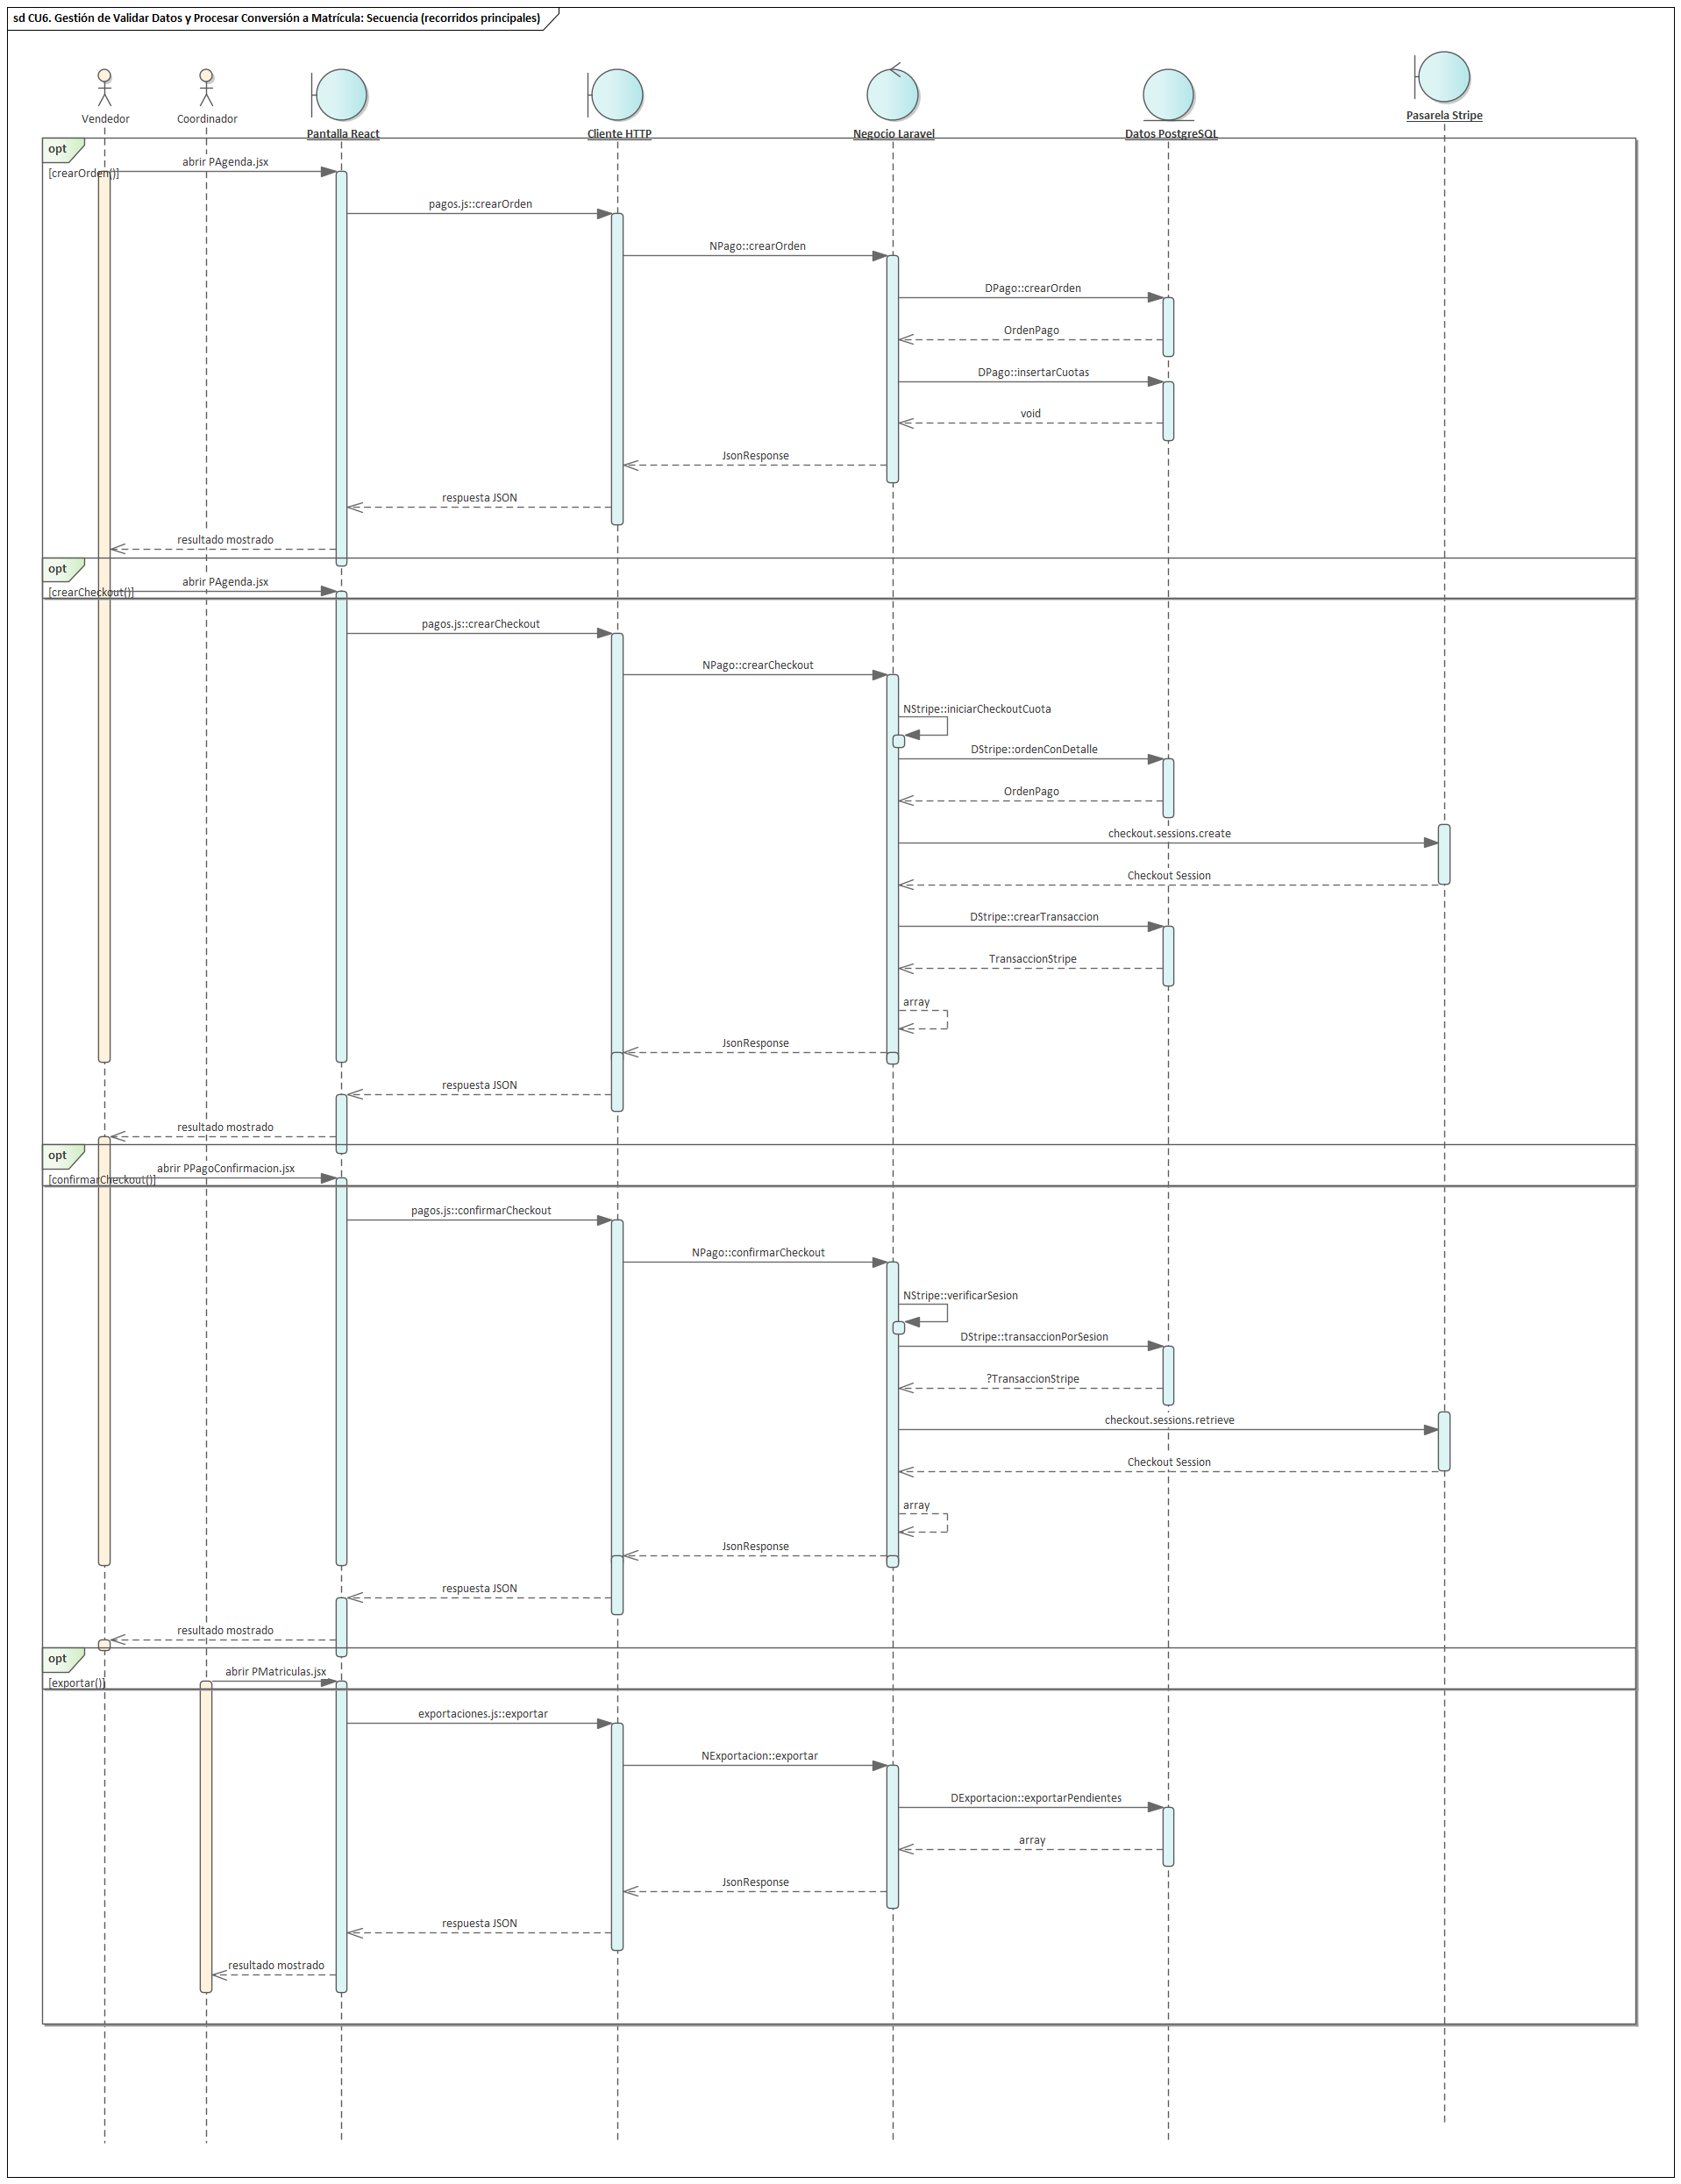 sd CU6. Gestión de Validar Datos y Procesar Conversión a Matrícula: Secuencia (recorridos principales)
Vendedor
Coordinador
Pantalla React
Cliente HTTP
Negocio Laravel
Datos PostgreSQL
Pasarela Stripe
opt
[crearOrden()]
abrir PAgenda.jsx
pagos.js::crearOrden
NPago::crearOrden
DPago::crearOrden
OrdenPago
DPago::insertarCuotas
void
JsonResponse
respuesta JSON
resultado mostrado
opt
[crearCheckout()]
abrir PAgenda.jsx
pagos.js::crearCheckout
NPago::crearCheckout
NStripe::iniciarCheckoutCuota
DStripe::ordenConDetalle
OrdenPago
checkout.sessions.create
Checkout Session
DStripe::crearTransaccion
TransaccionStripe
array
JsonResponse
respuesta JSON
resultado mostrado
opt
[confirmarCheckout()]
abrir PPagoConfirmacion.jsx
pagos.js::confirmarCheckout
NPago::confirmarCheckout
NStripe::verificarSesion
DStripe::transaccionPorSesion
?TransaccionStripe
checkout.sessions.retrieve
Checkout Session
array
JsonResponse
respuesta JSON
resultado mostrado
opt
[exportar()]
abrir PMatriculas.jsx
exportaciones.js::exportar
NExportacion::exportar
DExportacion::exportarPendientes
array
JsonResponse
respuesta JSON
resultado mostrado